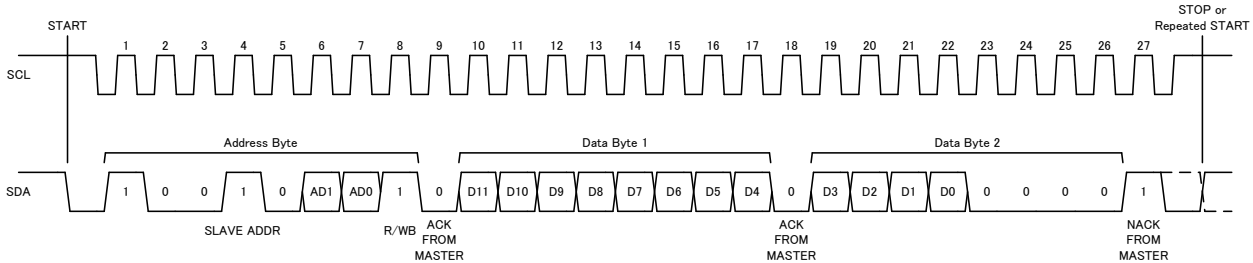 START
STOP or
Repeated START
1 2 3 4 5 6 7 8 9 10 11 12 13 14 15 16 17 18 19 20 21 22 23 24 25 26 27
SCL
Address Byte
Data Byte 1
Data Byte 2
SDA
1 0 0 1 0 AD1 AD0 1 0 D11 D10 D9 D8 D7 D6 D5 D4 0 D3 D2 D1 D0 0 0 0 0 1
SLAVE ADDR
R/WB
ACK
FROM
MASTER
ACK
FROM
MASTER
NACK
FROM
MASTER